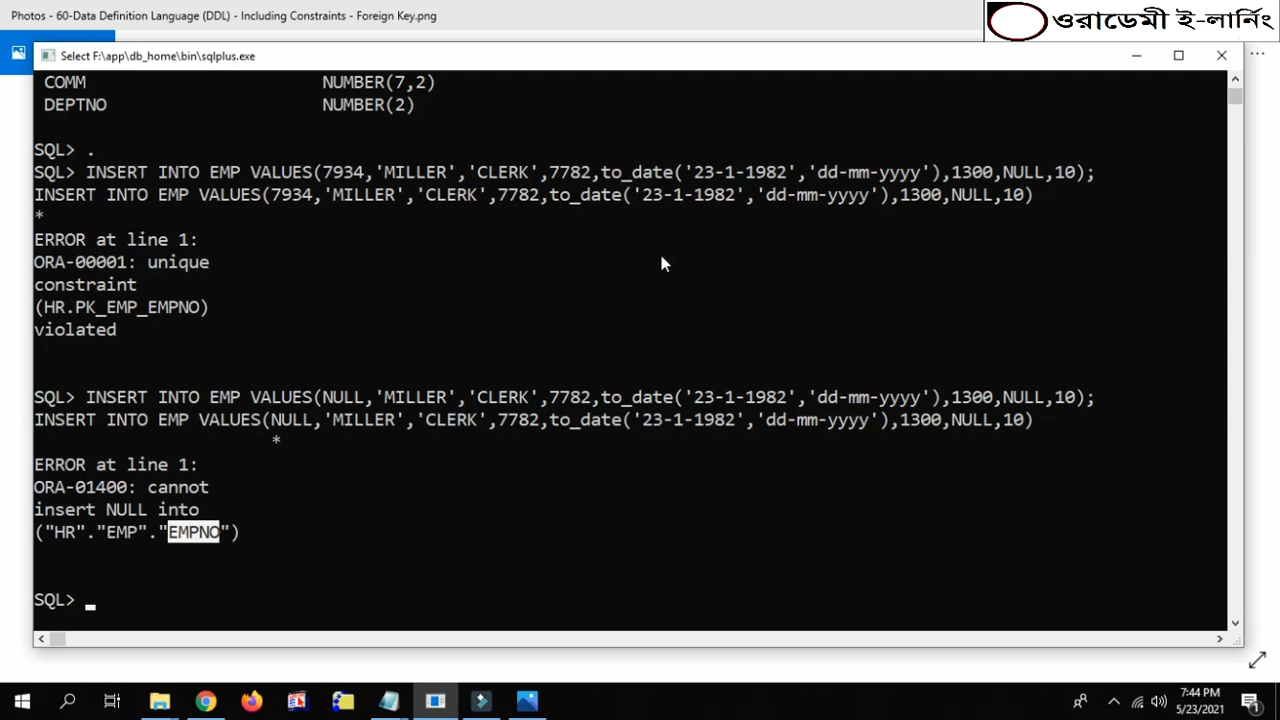 Photos - 60-Data Definition Language (DDL) - Including Constraints - Foreign Key.png
ওরাডেমী ই-লার্নিং
Select F:\app\db_home\bin\sqlplus.exe
COMM NUMBER(7,2)
DEPTNO NUMBER(2)
SQL> .
SQL> INSERT INTO EMP VALUES(7934,'MILLER','CLERK',7782,to_date('23-1-1982','dd-mm-yyyy'),1300,NULL,10);
INSERT INTO EMP VALUES(7934,'MILLER','CLERK',7782,to_date('23-1-1982','dd-mm-yyyy'),1300,NULL,10)
*
ERROR at line 1:
ORA-00001: unique
constraint
(HR.PK_EMP_EMPNO)
violated
SQL> INSERT INTO EMP VALUES(NULL,'MILLER','CLERK',7782,to_date('23-1-1982','dd-mm-yyyy'),1300,NULL,10);
INSERT INTO EMP VALUES(NULL,'MILLER','CLERK',7782,to_date('23-1-1982','dd-mm-yyyy'),1300,NULL,10)
*
ERROR at line 1:
ORA-01400: cannot
insert NULL into
("HR"."EMP"."EMPNO")
SQL>
7:44 PM
5/23/2021
1